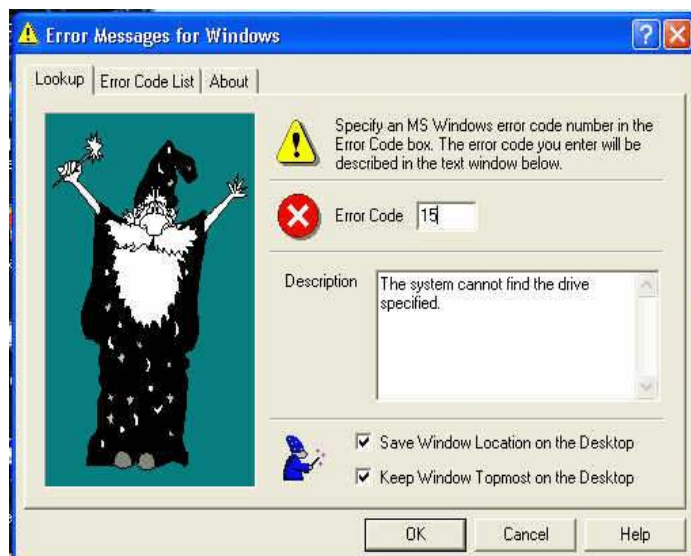 Error Messages for Windows
Lookup
Error Code List
About
Specify an MS Windows error code number in the
Error Code box. The error code you enter will be
described in the text window below.
Error Code
15
Description
The system cannot find the drive
specified.
Save Window Location on the Desktop
Keep Window Topmost on the Desktop
OK
Cancel
Help